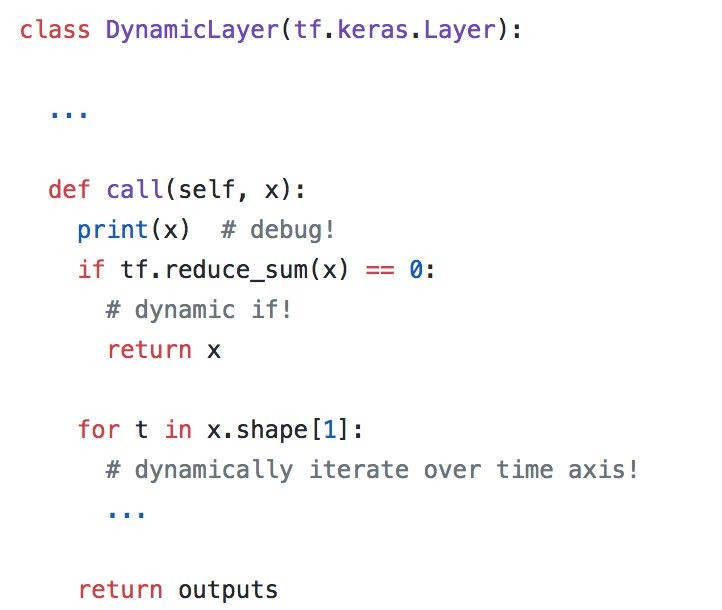 class DynamicLayer(tf.keras.Layer):
...
def call(self, x):
print(x)  # debug!
if tf.reduce_sum(x) == 0:
# dynamic if!
return x
for t in x.shape[1]:
# dynamically iterate over time axis!
...
return outputs